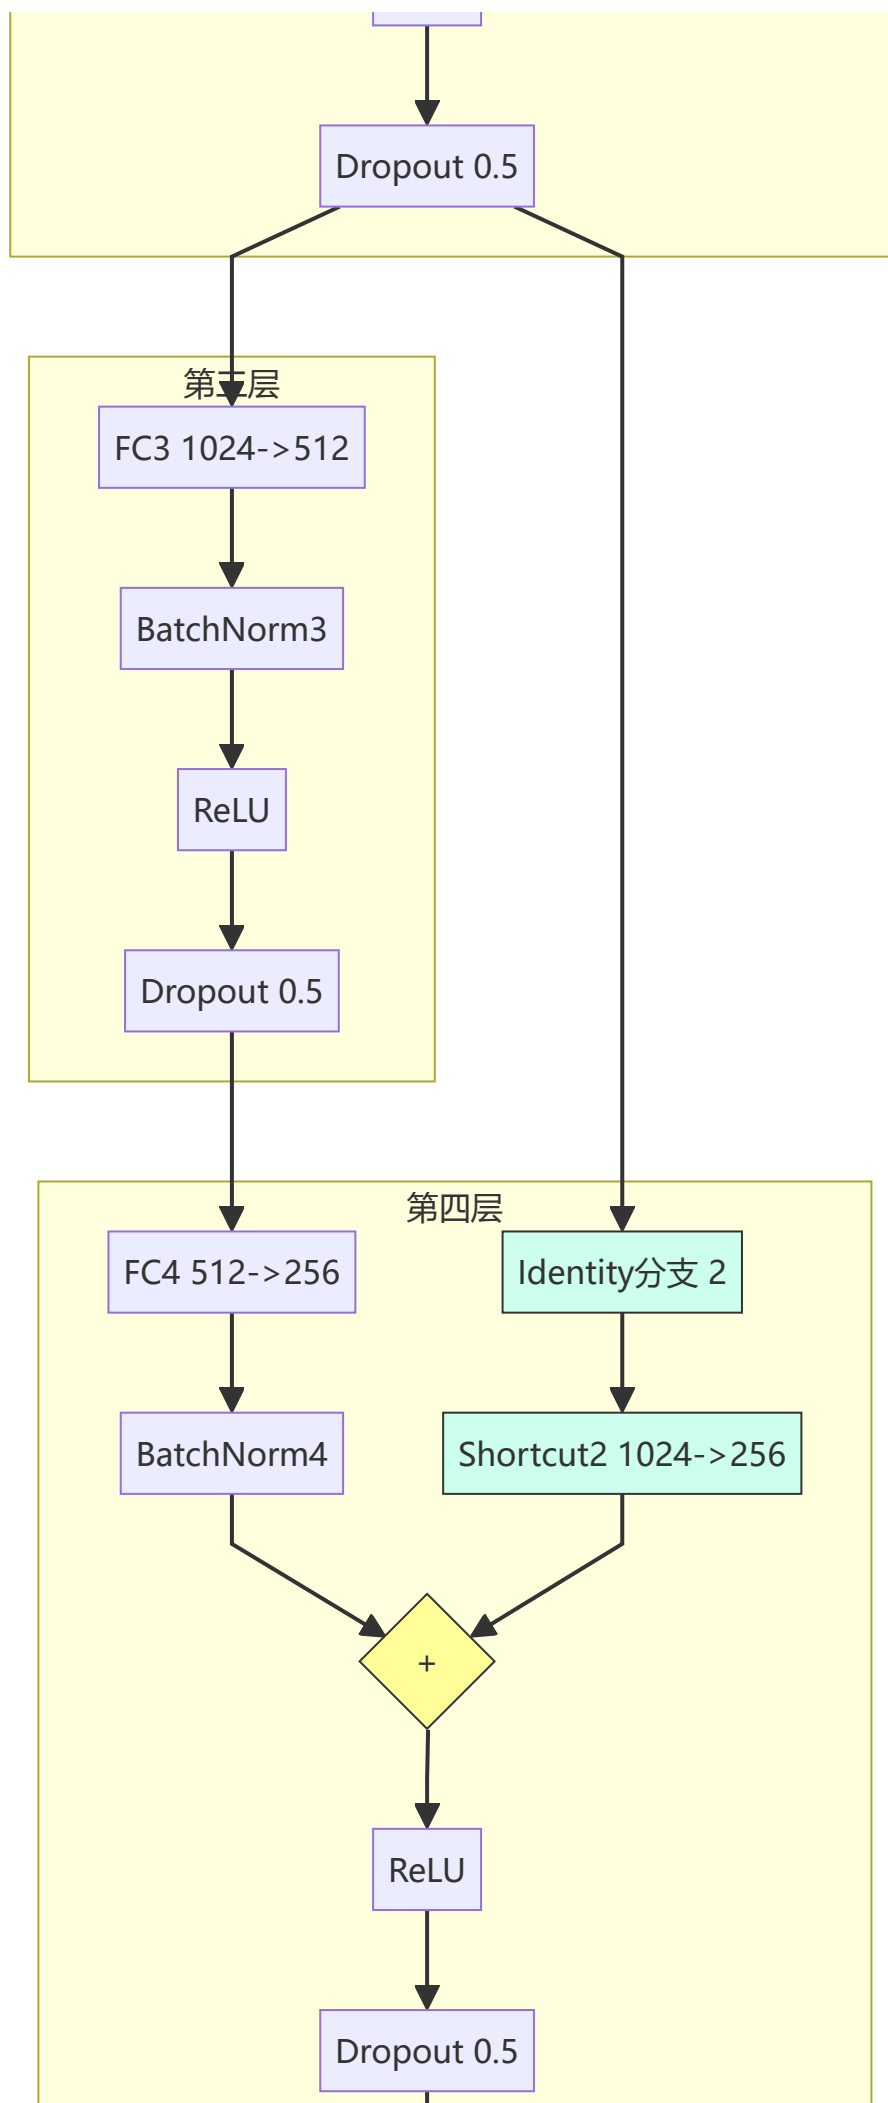 Dropout 0.5
第三层
FC3 1024->512
BatchNorm3
ReLU
Dropout 0.5
第四层
FC4 512->256
Identity分支 2
BatchNorm4
Shortcut2 1024->256
+
ReLU
Dropout 0.5